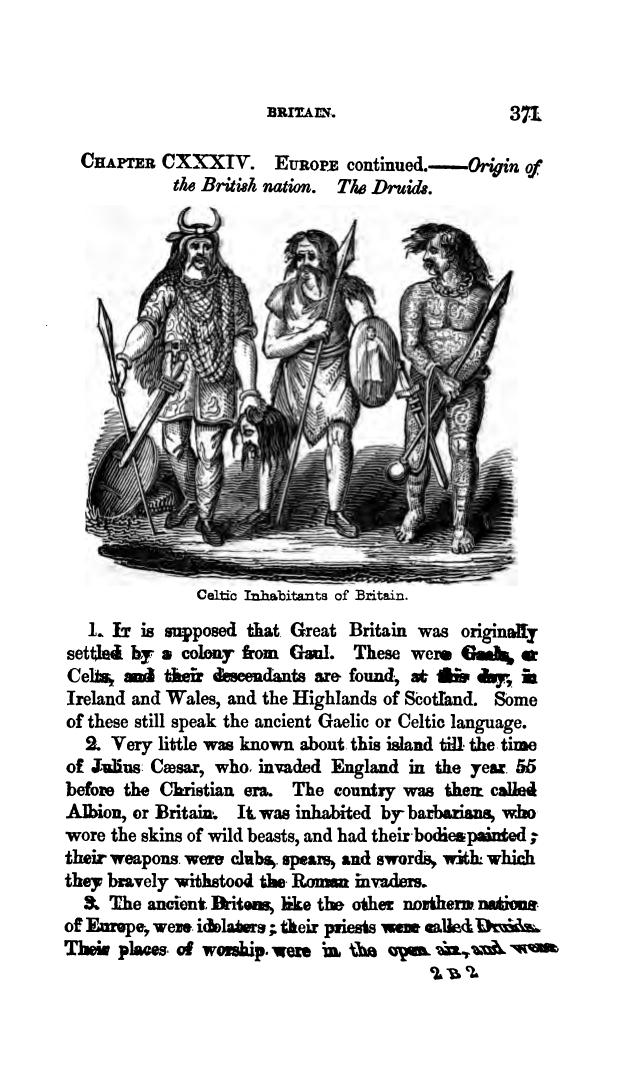 BRITAIN. 371
CHAPTER CXXXIV. EUROPE continued.——Origin of
the British nation. The Druids.
Celtic Inhabitants of Britain.
1. IT is supposed that Great Britain was originally
settled by a colony from Gaul. These were Gaels, or
Celts, and their descendants are found, at this day, in
Ireland and Wales, and the Highlands of Scotland. Some
of these still speak the ancient Gaelic or Celtic language.
2. Very little was known about this island till the time
of Julius Cæsar, who invaded England in the year 55
before the Christian era. The country was then called
Albion, or Britain. It was inhabited by barbarians, who
wore the skins of wild beasts, and had their bodies painted;
their weapons were clubs, spears, and swords, with which
they bravely withstood the Roman invaders.
3. The ancient Britons, like the other northern nations
of Europe, were idolaters; their priests were called Druids.
Their places of worship were in the open air, and were
2 B 2